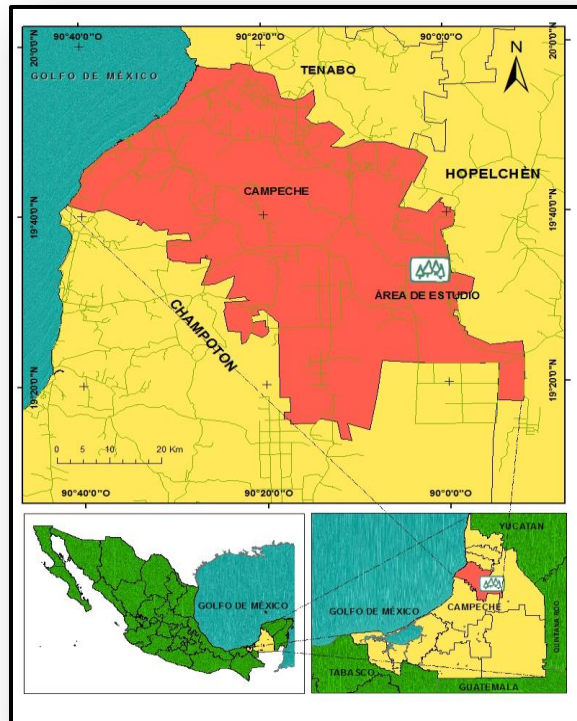 90°40'0"O
90°20'0"O
90°0'0"O
20°0'0"N
20°0'0"N
GOLFO DE MÉXICO
TENABO
N
HOPELCHÈN
CAMPECHE
19°40'0"N
19°40'0"N
ÁREA DE ESTUDIO
CHAMPOTON
19°20'0"N
19°20'0"N
0 5 10 20 Km
90°40'0"O
90°20'0"O
90°0'0"O
GOLFO DE MÉXICO
YUCATAN
GOLFO DE MÉXICO
CAMPECHE
QUINTANA ROO
TABASCO
GUATEMALA